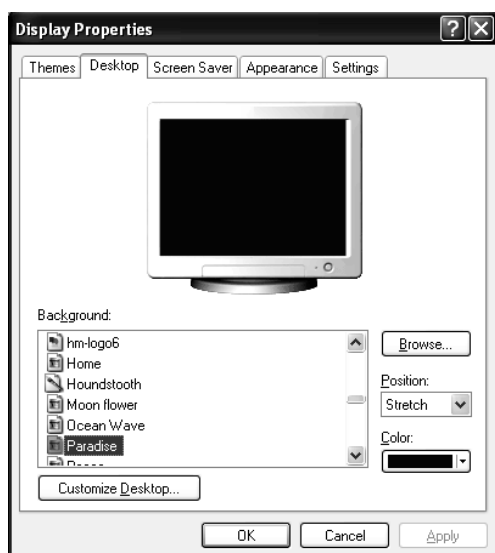 Display Properties
Themes Desktop Screen Saver Appearance Settings
Background:
hm-logo6
Home
Houndstooth
Moon flower
Ocean Wave
Paradise
Browse...
Position:
Stretch
Color:
Customize Desktop...
OK Cancel Apply